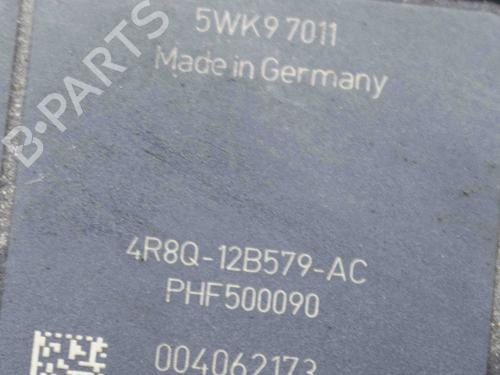 5WK9 7011
Made in Germany
B-PARTS
4R8Q-12B579-AC
PHF500090
004062173